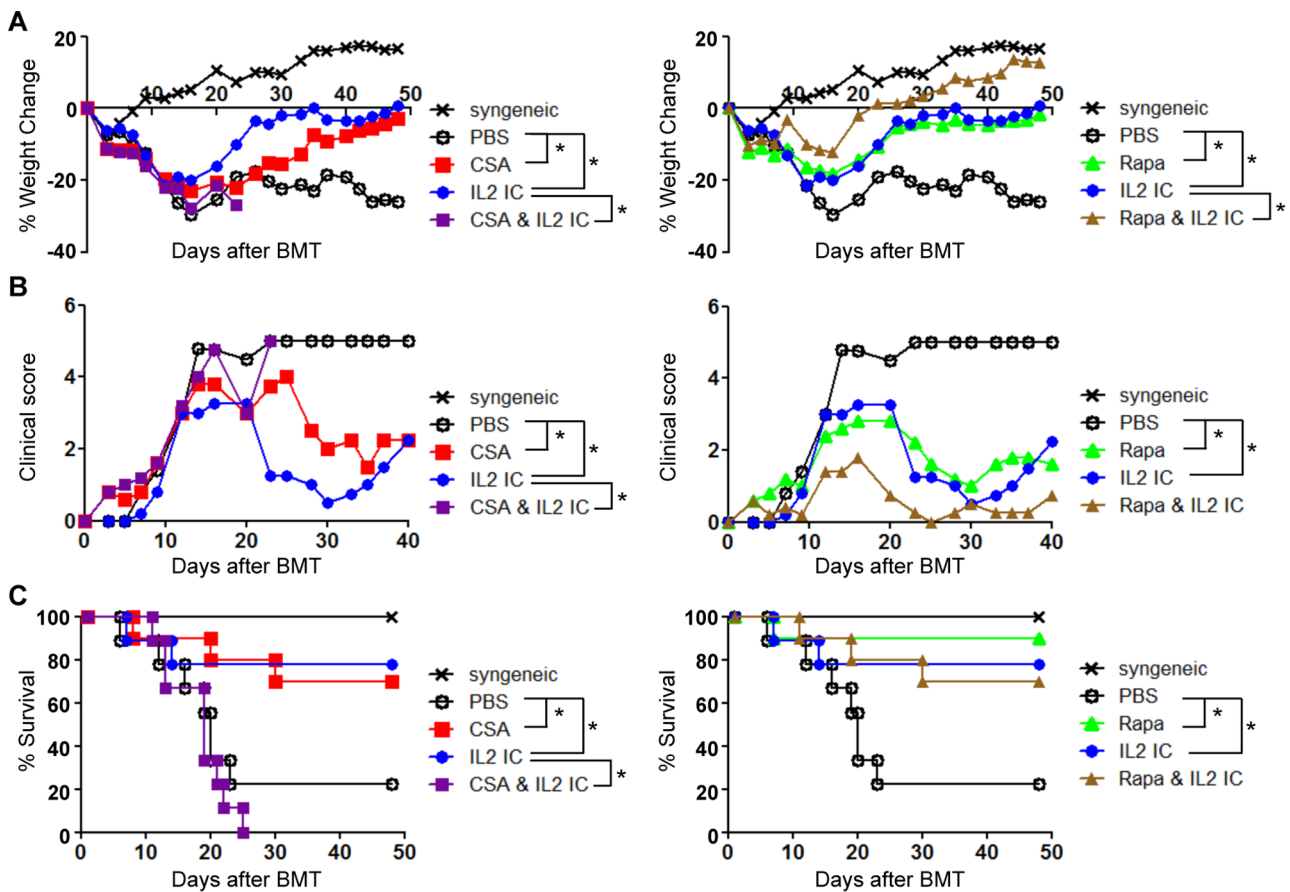 A
% Weight Change
20
0
-20
-40
10 20 30 40 50
Days after BMT
syngeneic
PBS
CSA
IL2 IC
CSA & IL2 IC
*
*
*
% Weight Change
20
0
-20
-40
10 20 30 40 50
Days after BMT
syngeneic
PBS
Rapa
IL2 IC
Rapa & IL2 IC
*
*
*
B
Clinical score
6
4
2
0
0 10 20 30 40
Days after BMT
syngeneic
PBS
CSA
IL2 IC
CSA & IL2 IC
*
*
*
Clinical score
6
4
2
0
0 10 20 30 40
Days after BMT
syngeneic
PBS
Rapa
IL2 IC
Rapa & IL2 IC
*
*
C
% Survival
100
80
60
40
20
0
0 10 20 30 40 50
Days after BMT
syngeneic
PBS
CSA
IL2 IC
CSA & IL2 IC
*
*
*
% Survival
100
80
60
40
20
0
0 10 20 30 40 50
Days after BMT
syngeneic
PBS
Rapa
IL2 IC
Rapa & IL2 IC
*
*